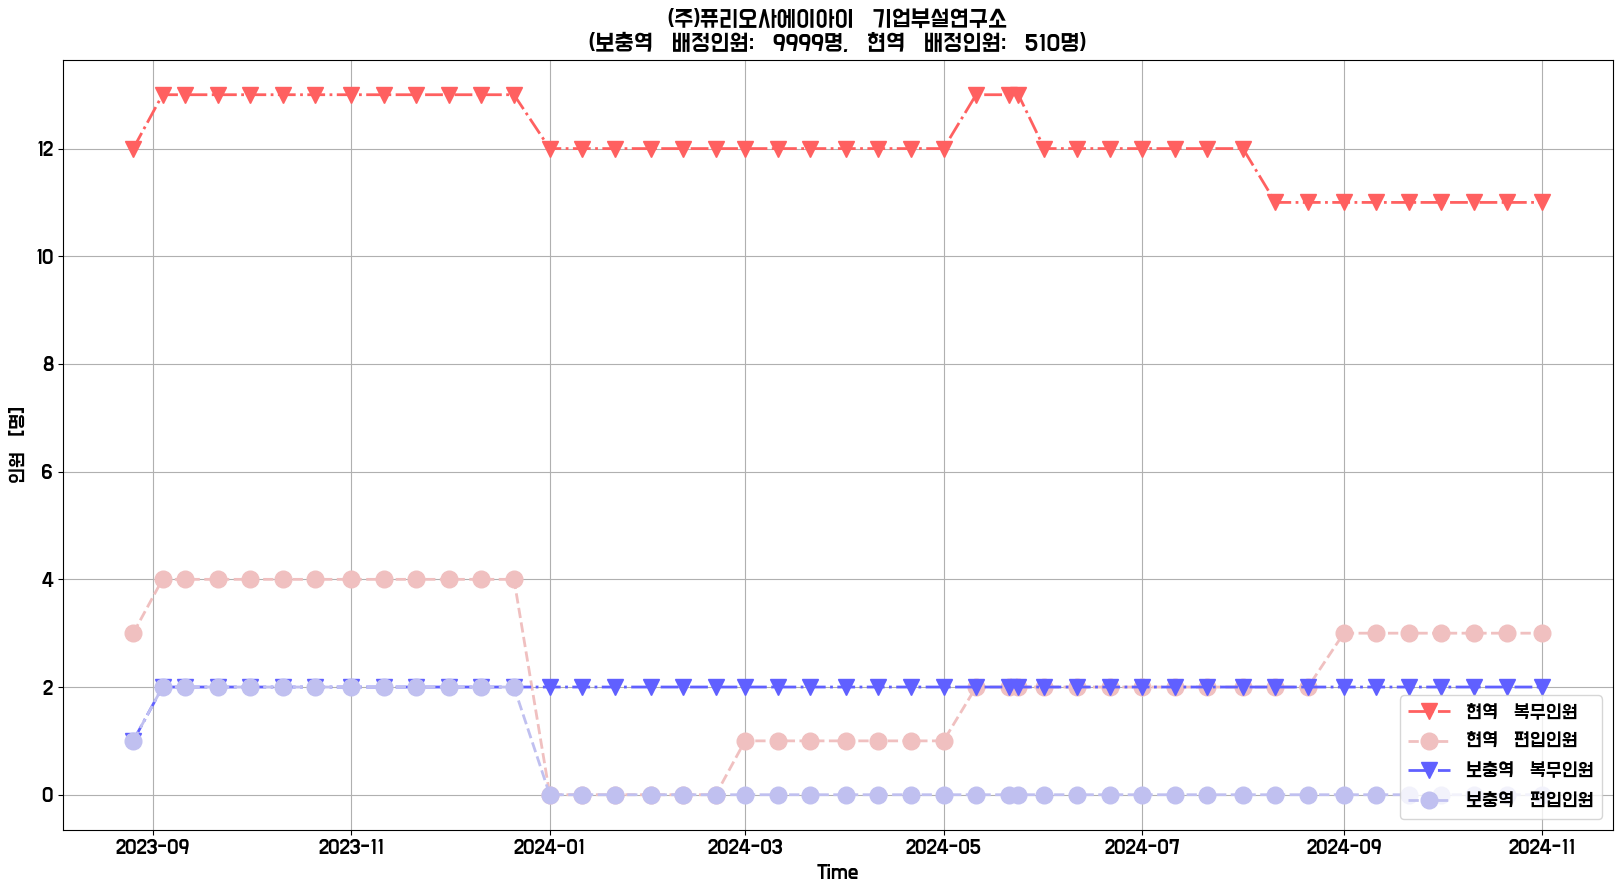 (주)퓨리오사에이아이 기업부설연구소
(보충역 배정인원: 9999명, 현역 배정인원: 510명)
인원 [명]
12
10
8
6
4
2
0
현역 복무인원
현역 편입인원
보충역 복무인원
보충역 편입인원
2023-09 2023-11 2024-01 2024-03 2024-05 2024-07 2024-09 2024-11
Time